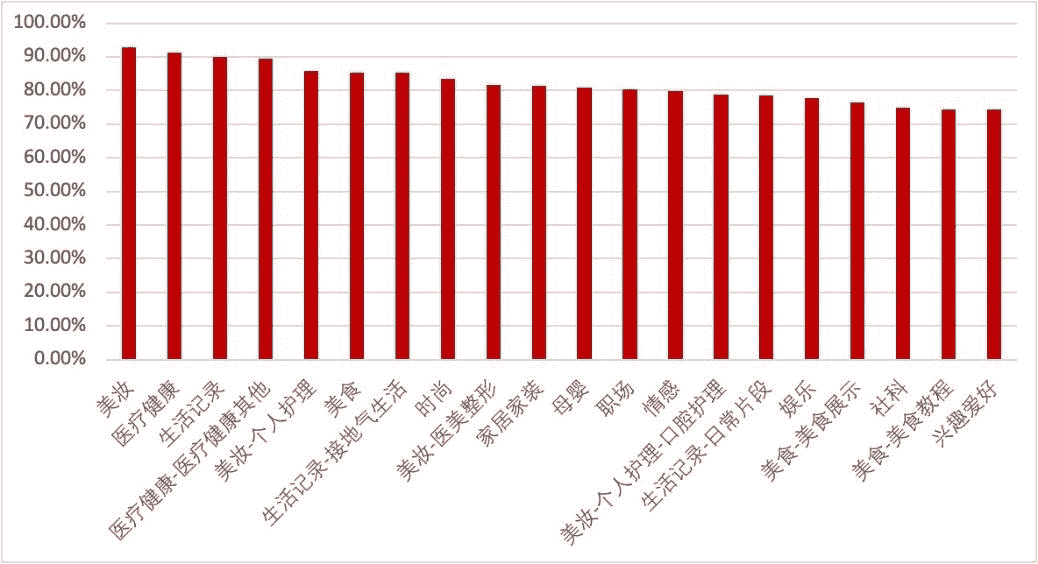 100.00%
90.00%
80.00%
70.00%
60.00%
50.00%
40.00%
30.00%
20.00%
10.00%
0.00%
美妆
医疗健康
生活记录
医疗健康-医疗健康其他
美妆-个人护理
美食
生活记录-接地气生活
时尚
美妆-医美整形
家居家装
母婴
职场
情感
美妆-个人护理-口腔护理
生活记录-日常片段
娱乐
美食-美食展示
社科
美食-美食教程
兴趣爱好